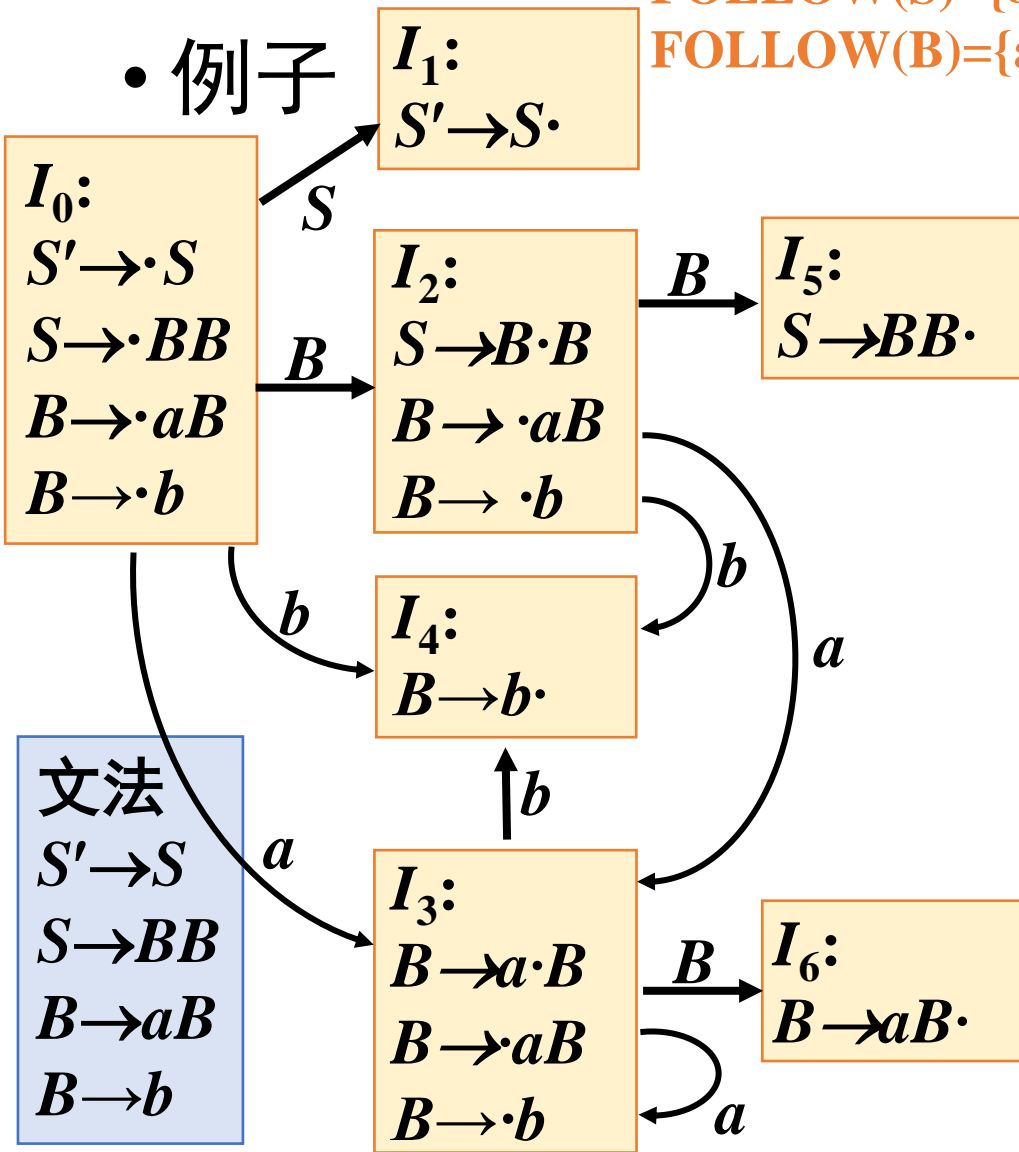 FOLLOW(B)={a
• 例子
I₁:
S′→S·
I₀:
S′→·S
S→·BB
B→·aB
B→·b
S
B
I₂:
S→B·B
B→ ·aB
B→ ·b
B
I₅:
S→BB·
b
a
b
I₄:
B→b·
b
a
文法
S′→S
S→BB
B→aB
B→b
I₃:
B→a·B
B→·aB
B→·b
B
a
I₆:
B→aB·